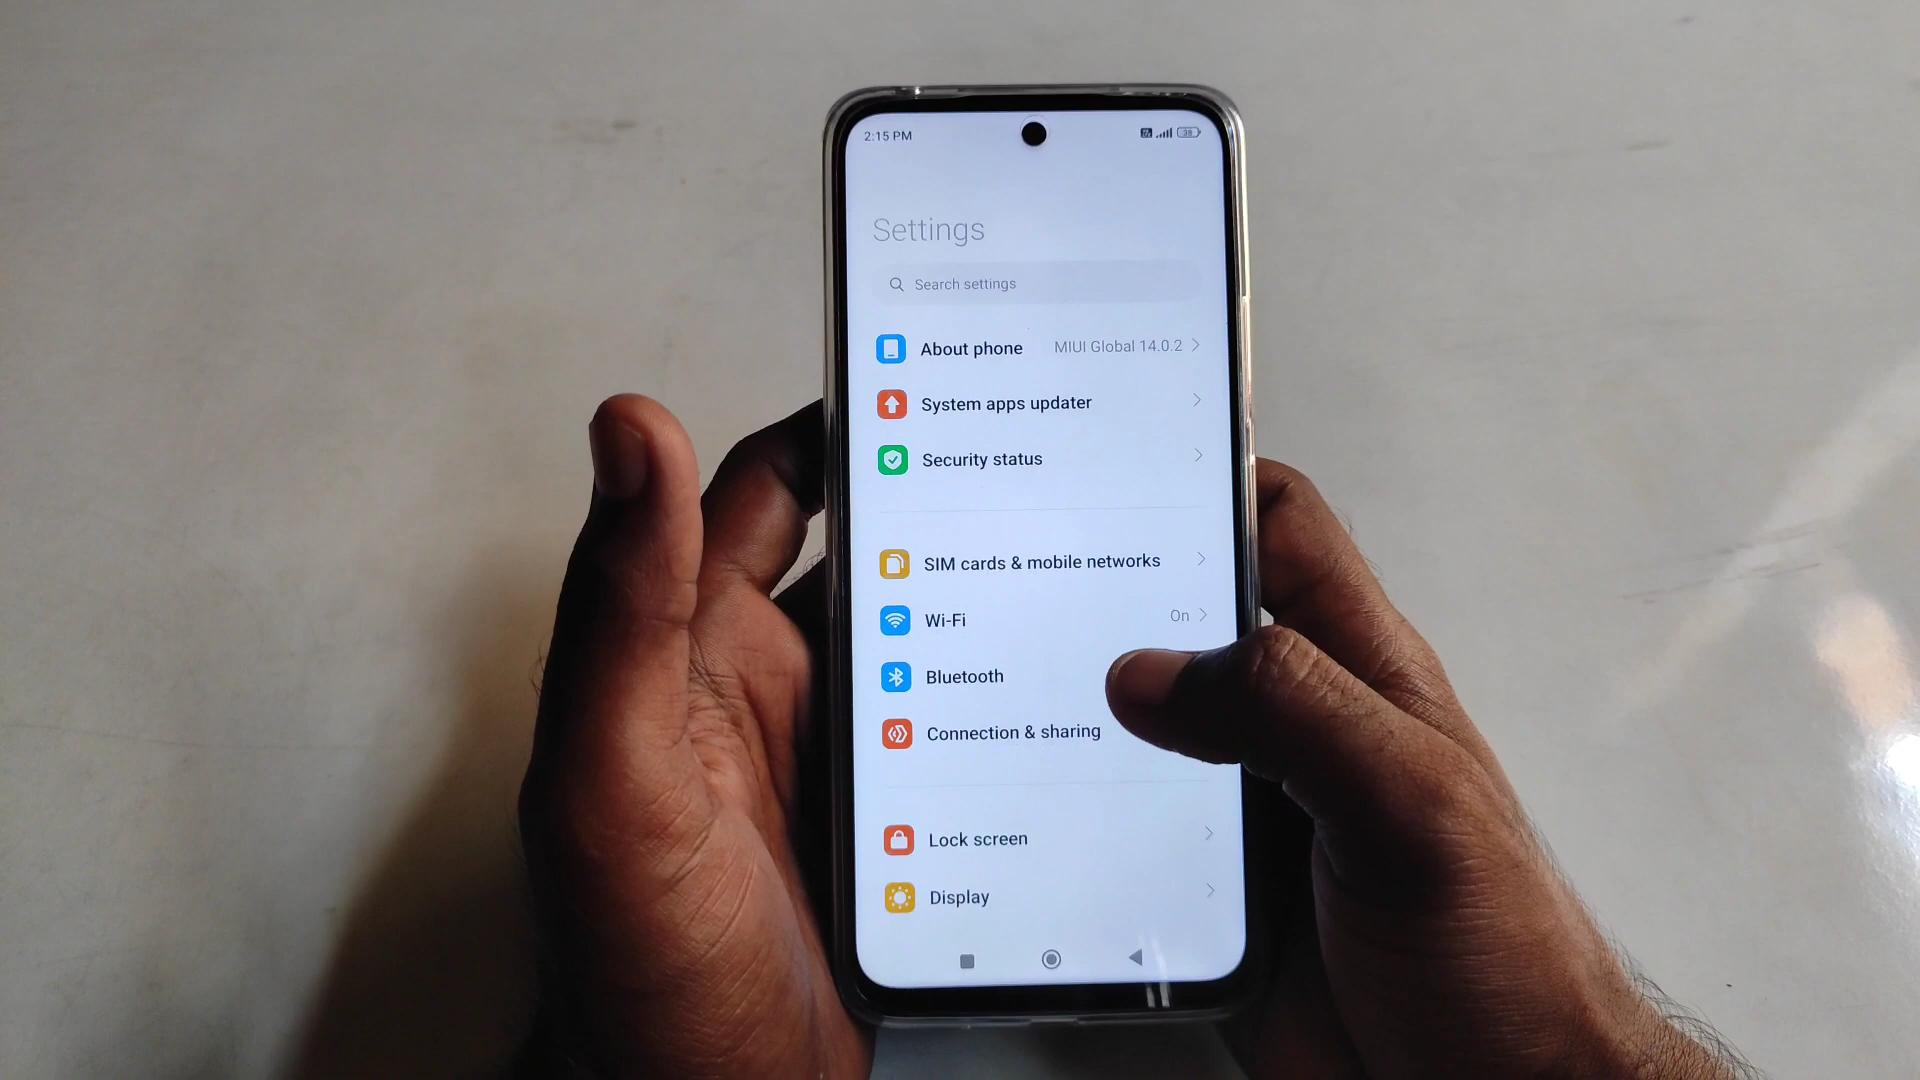 2:15 PM
38
Settings
Search settings
About phone MIUI Global 14.0.2
System apps updater
Security status
SIM cards & mobile networks
Wi-Fi On
Bluetooth
Connection & sharing
Lock screen
Display